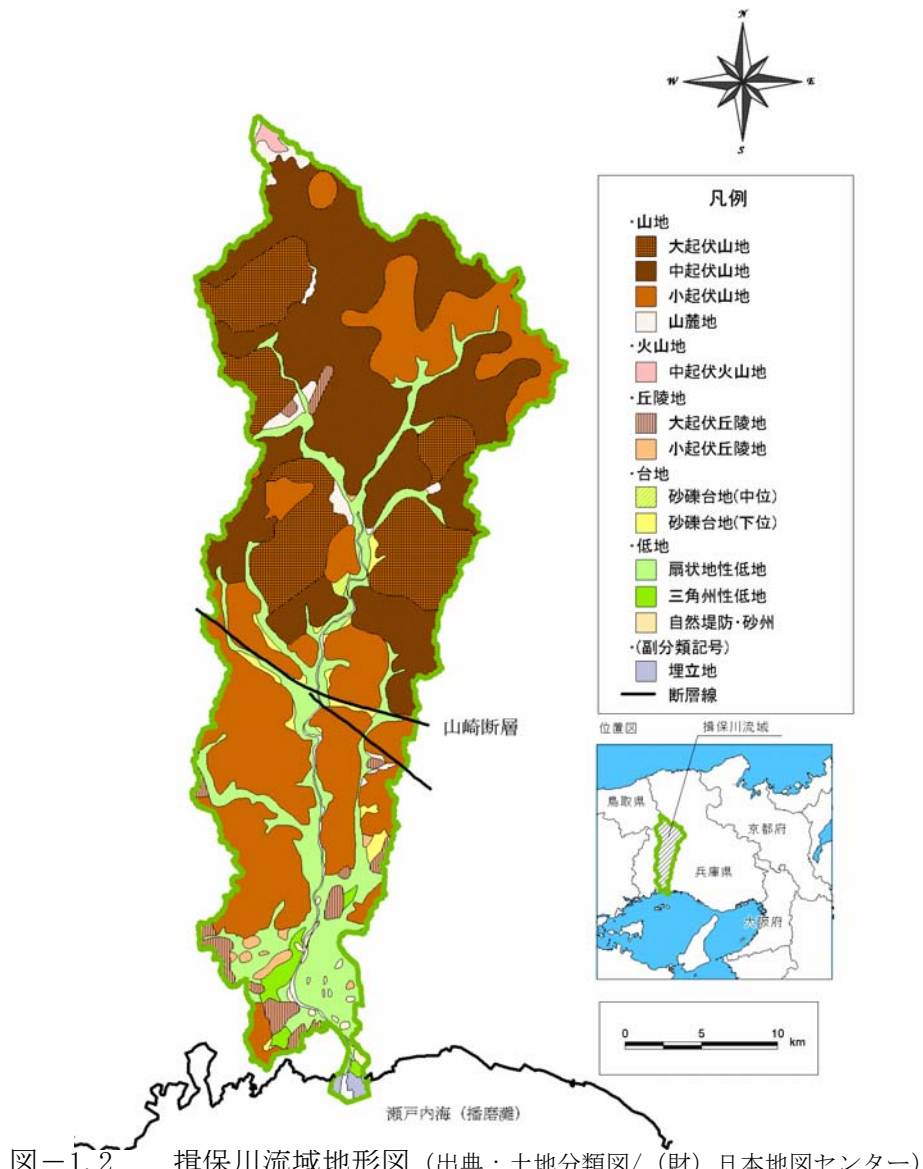 N
W
E
S
凡例
・山地
大起伏山地
中起伏山地
小起伏山地
山麓地
・火山地
中起伏火山地
・丘陵地
大起伏丘陵地
小起伏丘陵地
・台地
砂礫台地(中位)
砂礫台地(下位)
・低地
扇状地性低地
三角州性低地
自然堤防・砂州
・(副分類記号)
埋立地
断層線
山崎断層
位置図
揖保川流域
鳥取県
京都府
兵庫県
大阪府
0 5 10
km
瀬戸内海 (播磨灘)
図－1.2 揖保川流域地形図 (出典：土地分類図/(財)日本地図センター)